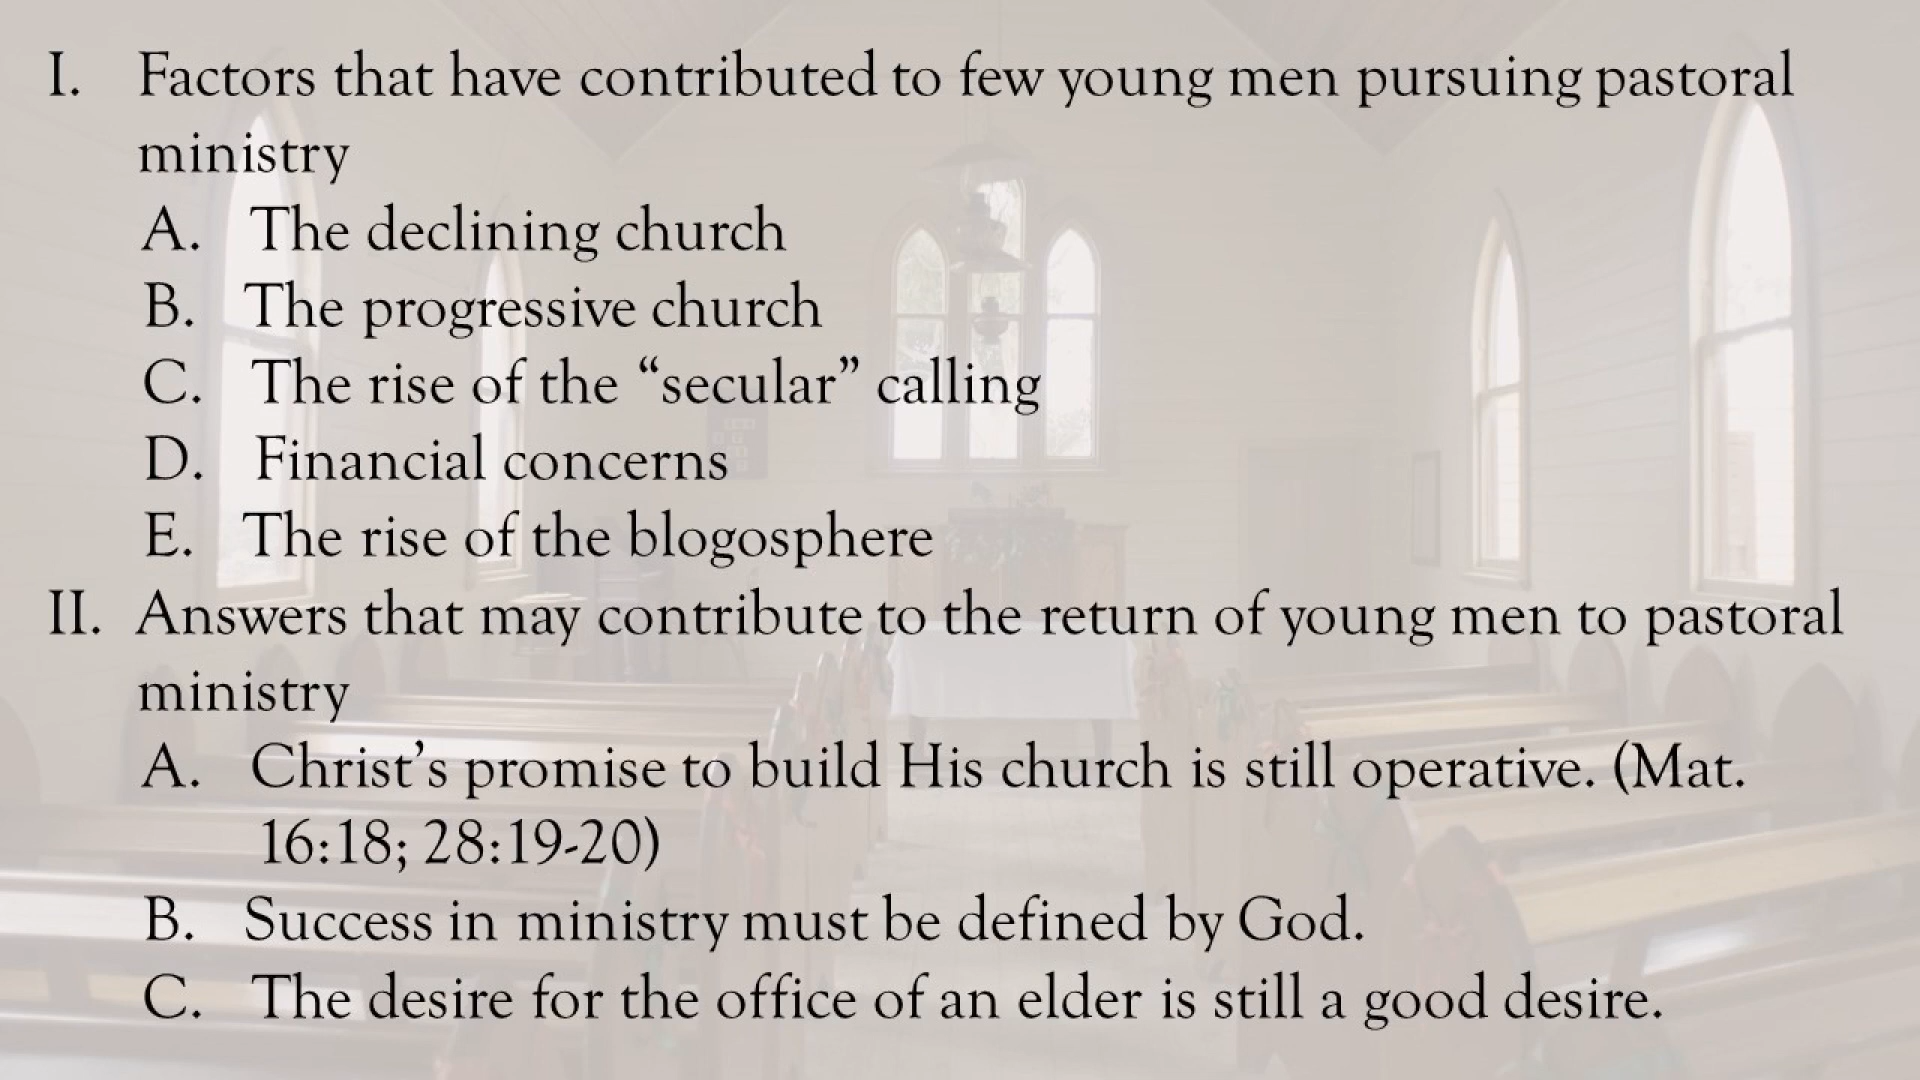 I. Factors that have contributed to few young men pursuing pastoral
ministry
A. The declining church
B. The progressive church
C. The rise of the “secular” calling
D. Financial concerns
E. The rise of the blogosphere
II. Answers that may contribute to the return of young men to pastoral
ministry
A. Christ’s promise to build His church is still operative. (Mat.
16:18; 28:19-20)
B. Success in ministry must be defined by God.
C. The desire for the office of an elder is still a good desire.